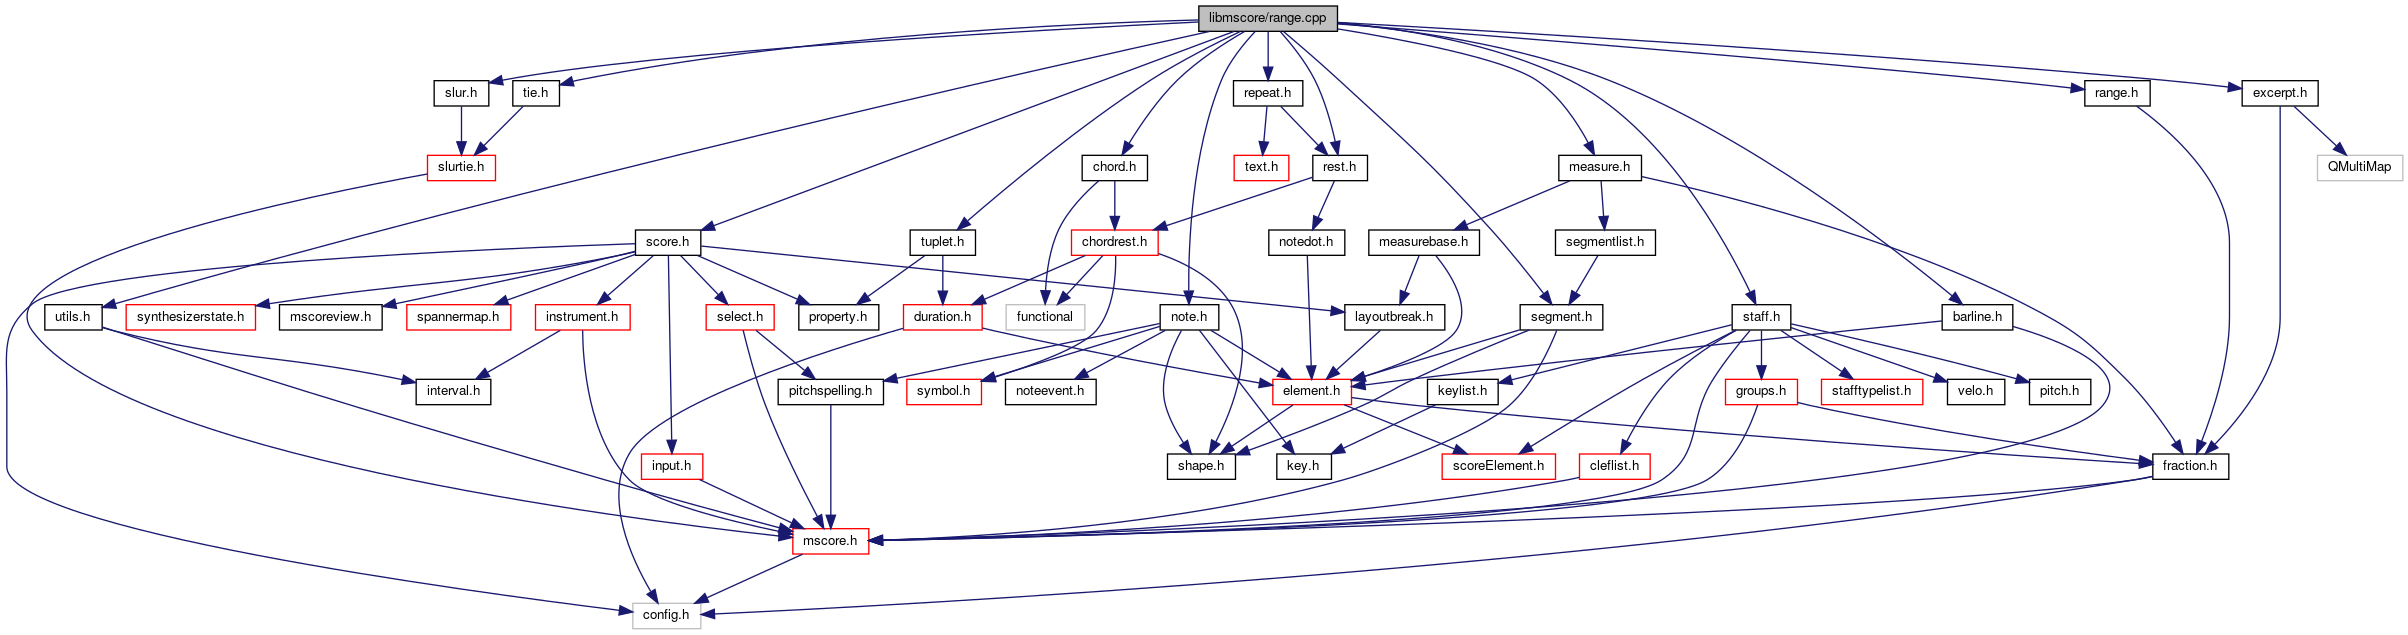 libmscore/range.cpp
slur.h
tie.h
repeat.h
range.h
excerpt.h
slurtie.h
chord.h
text.h
rest.h
measure.h
QMultiMap
score.h
tuplet.h
chordrest.h
notedot.h
measurebase.h
segmentlist.h
utils.h
synthesizerstate.h
mscoreview.h
spannermap.h
instrument.h
select.h
property.h
duration.h
functional
note.h
layoutbreak.h
segment.h
staff.h
barline.h
interval.h
pitchspelling.h
symbol.h
noteevent.h
element.h
keylist.h
groups.h
stafftypelist.h
velo.h
pitch.h
input.h
shape.h
key.h
scoreElement.h
cleflist.h
fraction.h
mscore.h
config.h